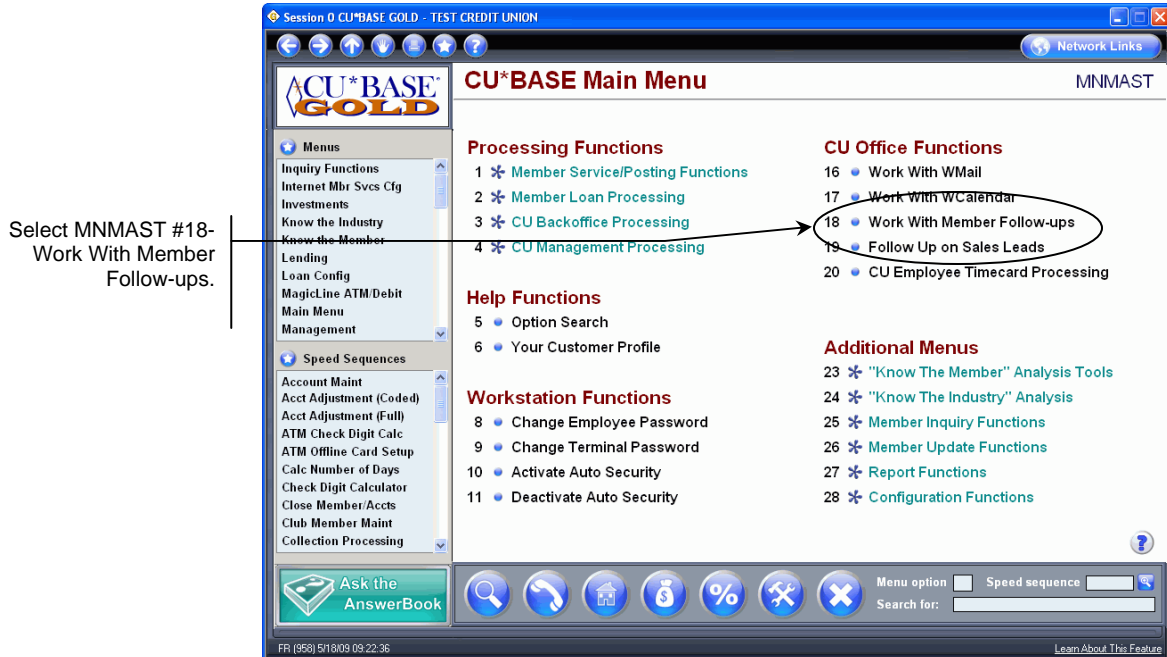 Session 0 CU*BASE GOLD - TEST CREDIT UNION
Network Links
CU*BASE
GOLD
CU*BASE Main Menu
MNMAST
Select MNMAST #18-
Work With Member
Follow-ups.
Menus
Inquiry Functions
Internet Mbr Svcs Cfg
Investments
Know the Industry
Know the Member
Lending
Loan Config
MagicLine ATM/Debit
Main Menu
Management
Speed Sequences
Account Maint
Acct Adjustment (Coded)
Acct Adjustment (Full)
ATM Check Digit Calc
ATM Offline Card Setup
Calc Number of Days
Check Digit Calculator
Close Member/Accts
Club Member Maint
Collection Processing
Ask the
AnswerBook
Processing Functions
1 Member Service/Posting Functions
2 Member Loan Processing
3 CU Backoffice Processing
4 CU Management Processing
Help Functions
5 Option Search
6 Your Customer Profile
Workstation Functions
8 Change Employee Password
9 Change Terminal Password
10 Activate Auto Security
11 Deactivate Auto Security
CU Office Functions
16 Work With WMail
17 Work With WCalendar
18 Work With Member Follow-ups
19 Follow Up on Sales Leads
20 CU Employee Timecard Processing
Additional Menus
23 "Know The Member" Analysis Tools
24 "Know The Industry" Analysis
25 Member Inquiry Functions
26 Member Update Functions
27 Report Functions
28 Configuration Functions
Menu option
Speed sequence
Search for:
FR (958) 5/18/09 09:22:36
Learn About This Feature